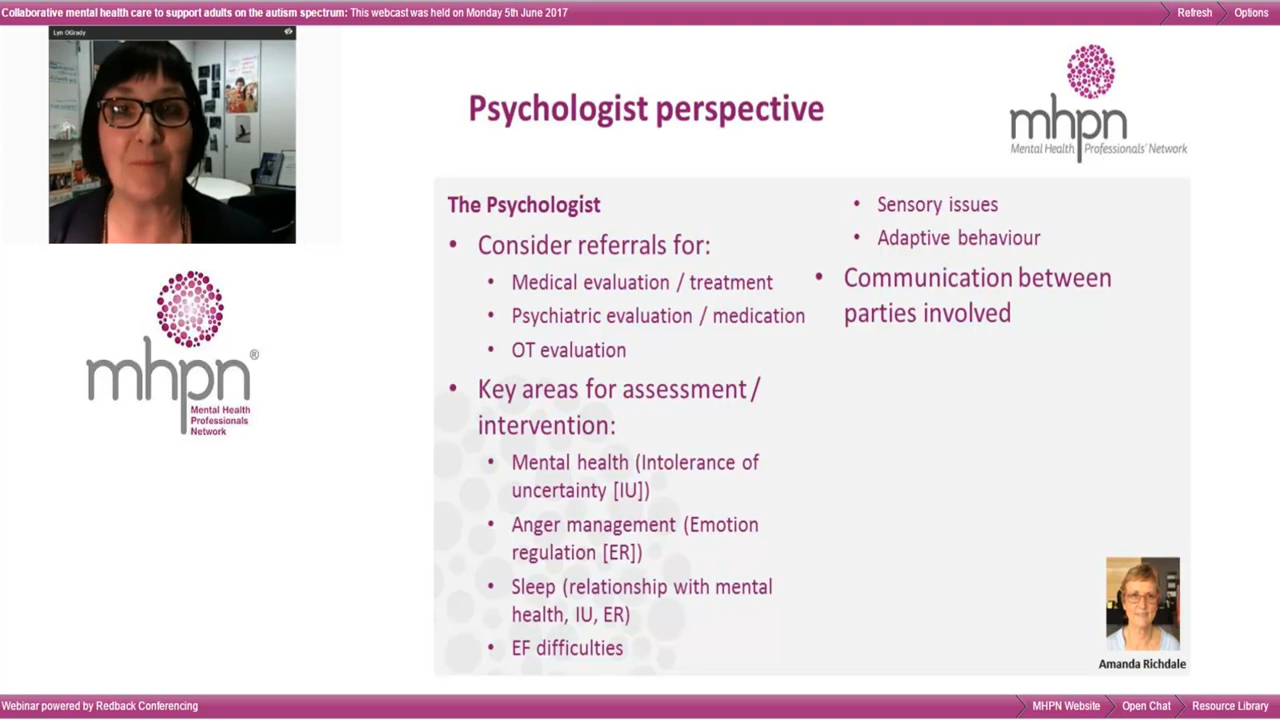 Collaborative mental health care to support adults on the autism spectrum: This webcast was held on Monday 5th June 2017
Refresh
Options
Lyn OGrady
Psychologist perspective
mhpn
Mental Health Professionals' Network
The Psychologist
• Consider referrals for:
• Medical evaluation / treatment
• Psychiatric evaluation / medication
• OT evaluation
• Key areas for assessment/
intervention:
• Mental health (Intolerance of
uncertainty [IU])
• Anger management (Emotion
regulation [ER])
• Sleep (relationship with mental
health, IU, ER)
• EF difficulties
• Sensory issues
• Adaptive behaviour
• Communication between
parties involved
mhpn®
Mental Health
Professionals
Network
Amanda Richdale
Webinar powered by Redback Conferencing
MHPN Website
Open Chat
Resource Library